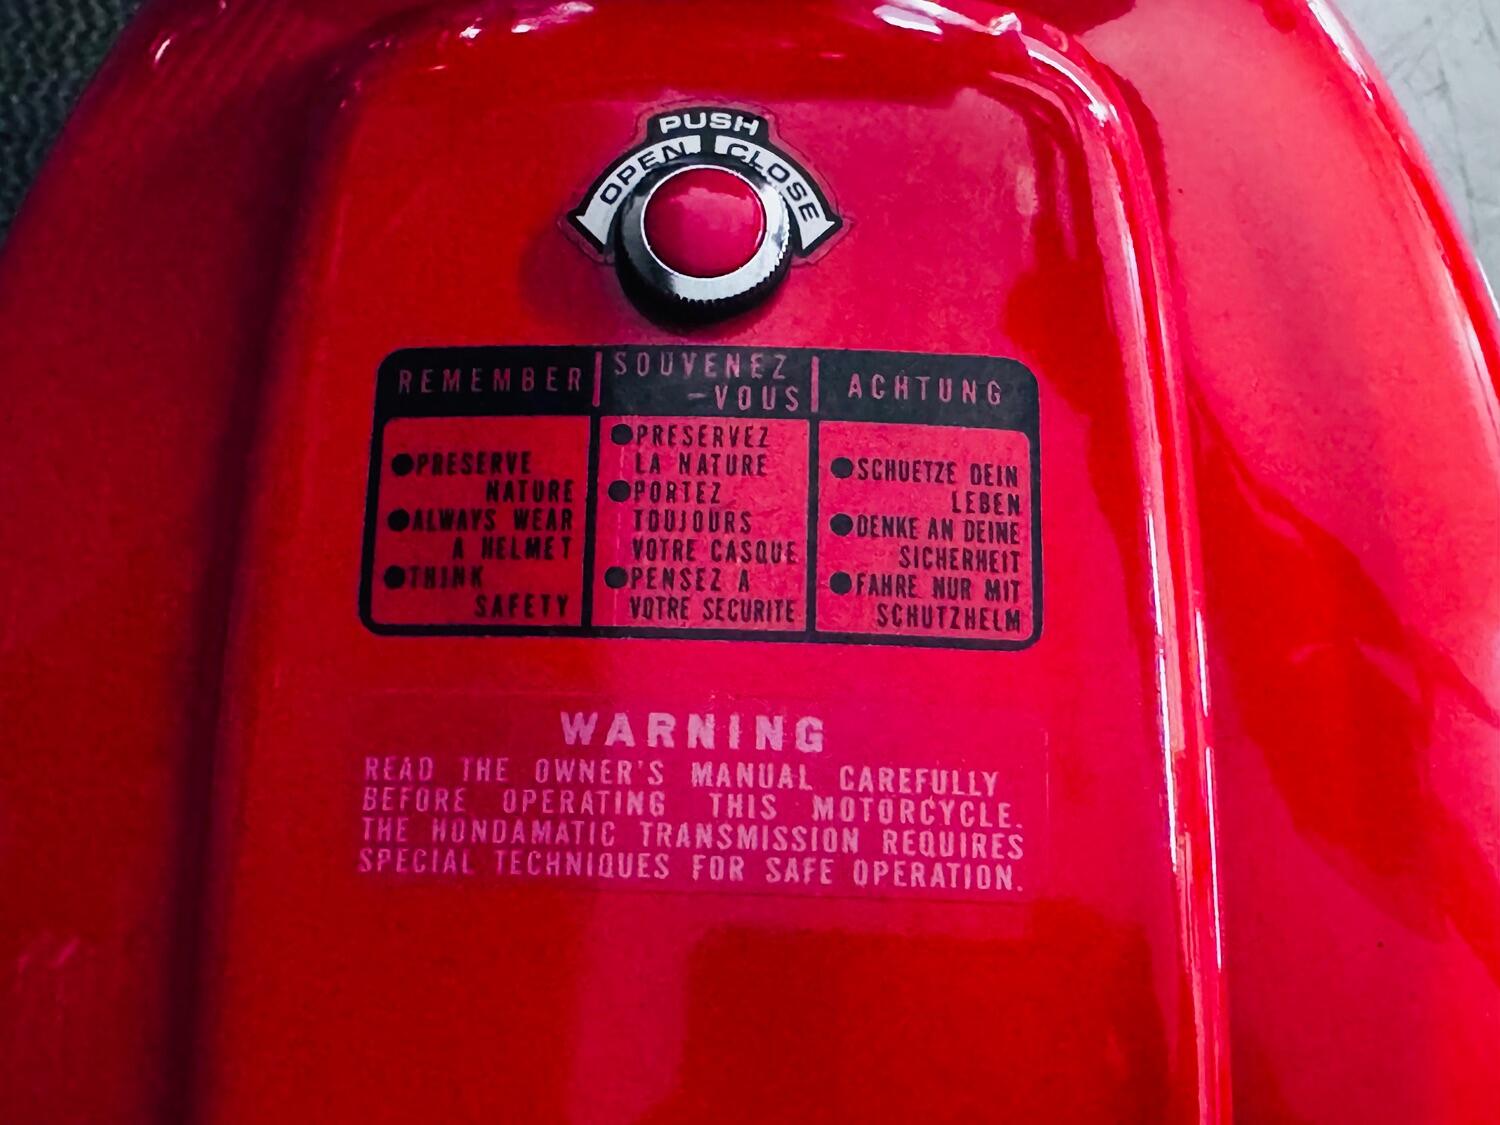 PUSH
OPEN CLOSE
REMEMBER
●PRESERVE
NATURE
●ALWAYS WEAR
A HELMET
●THINK
SAFETY
SOUVENEZ
-VOUS
●PRESERVEZ
LA NATURE
●PORTEZ
TOUJOURS
VOTRE CASQUE
●PENSEZ A
VOTRE SECURITE
ACHTUNG
●SCHUETZE DEIN
LEBEN
●DENKE AN DEINE
SICHERHEIT
●FAHRE NUR MIT
SCHUTZHELM
WARNING
READ THE OWNER'S MANUAL CAREFULLY
BEFORE OPERATING THIS MOTORCYCLE.
THE HONDAMATIC TRANSMISSION REQUIRES
SPECIAL TECHNIQUES FOR SAFE OPERATION.